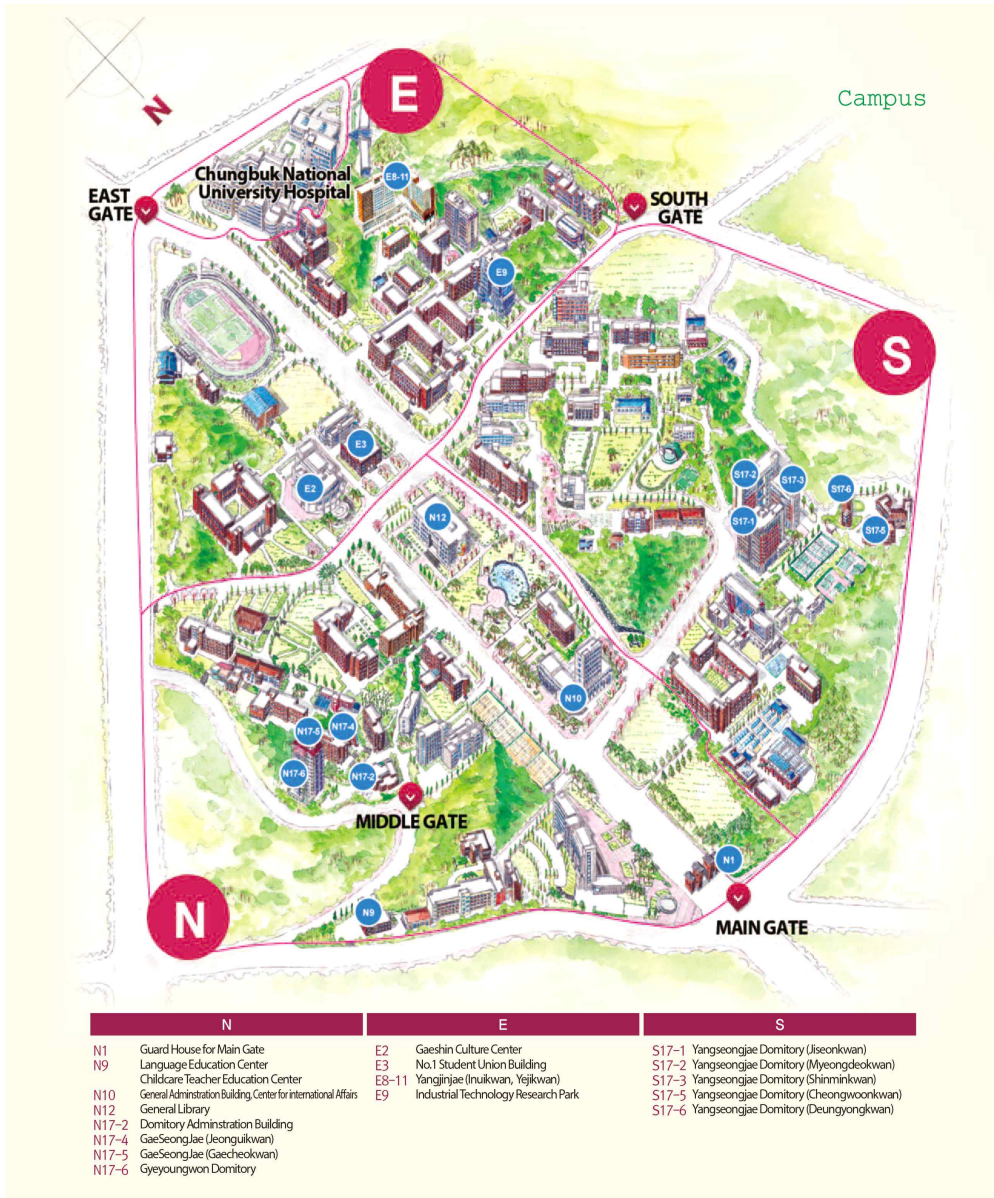 Campus
N
E
Chungbuk National
University Hospital
E8-11
EAST
GATE
SOUTH
GATE
E9
S
E3
E2
N12
S17-2
S17-3
S17-6
S17-1
S17-5
N10
N17-5
N17-4
N17-6
N17-2
MIDDLE GATE
N1
N
N9
MAIN GATE
N
N1 Guard House for Main Gate
N9 Language Education Center
Childcare Teacher Education Center
N10 General Adminstration Building, Center for international Affairs
N12 General Library
N17-2 Domitory Adminstration Building
N17-4 GaeSeongJae (Jeonguikwan)
N17-5 GaeSeongJae (Gaecheokwan)
N17-6 Gyeyoungwon Domitory
E
E2 Gaeshin Culture Center
E3 No.1 Student Union Building
E8-11 Yangjinjae (Inuikwan, Yejikwan)
E9 Industrial Technology Research Park
S
S17-1 Yangseongjae Domitory (Jiseonkwan)
S17-2 Yangseongjae Domitory (Myeongdeokwan)
S17-3 Yangseongjae Domitory (Shinminkwan)
S17-5 Yangseongjae Domitory (Cheongwoonkwan)
S17-6 Yangseongjae Domitory (Deungyongkwan)